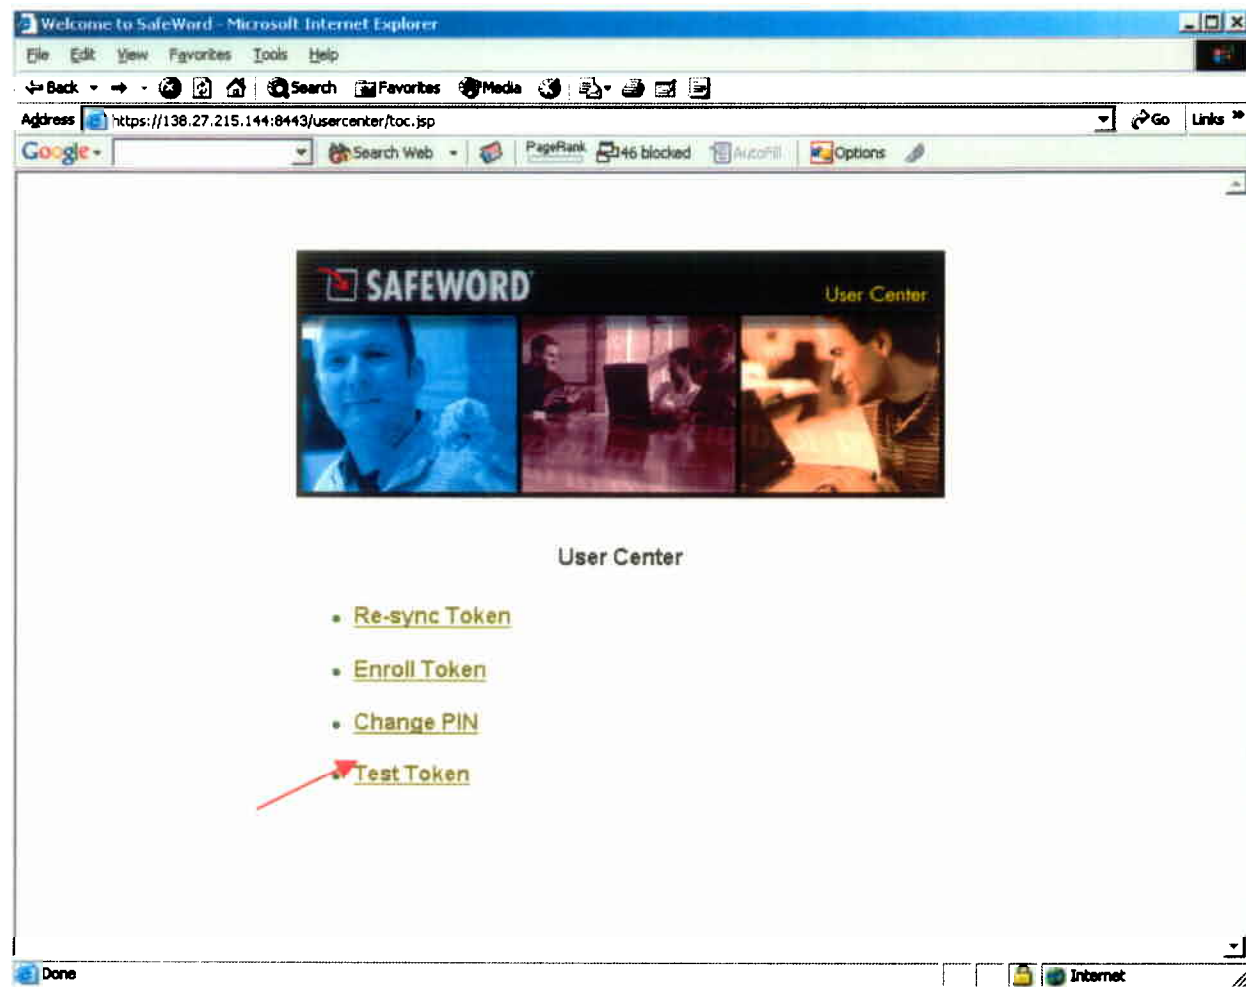 Welcome to SafeWord - Microsoft Internet Explorer
File Edit View Favorites Tools Help
Back Search Favorites Media
Address https://138.27.215.144:8443/usercenter/toc.jsp Go Links »
Google Search Web PageRank 46 blocked AutoFill Options
SAFEWORD
User Center
User Center
• Re-sync Token
• Enroll Token
• Change PIN
• Test Token
Done Internet